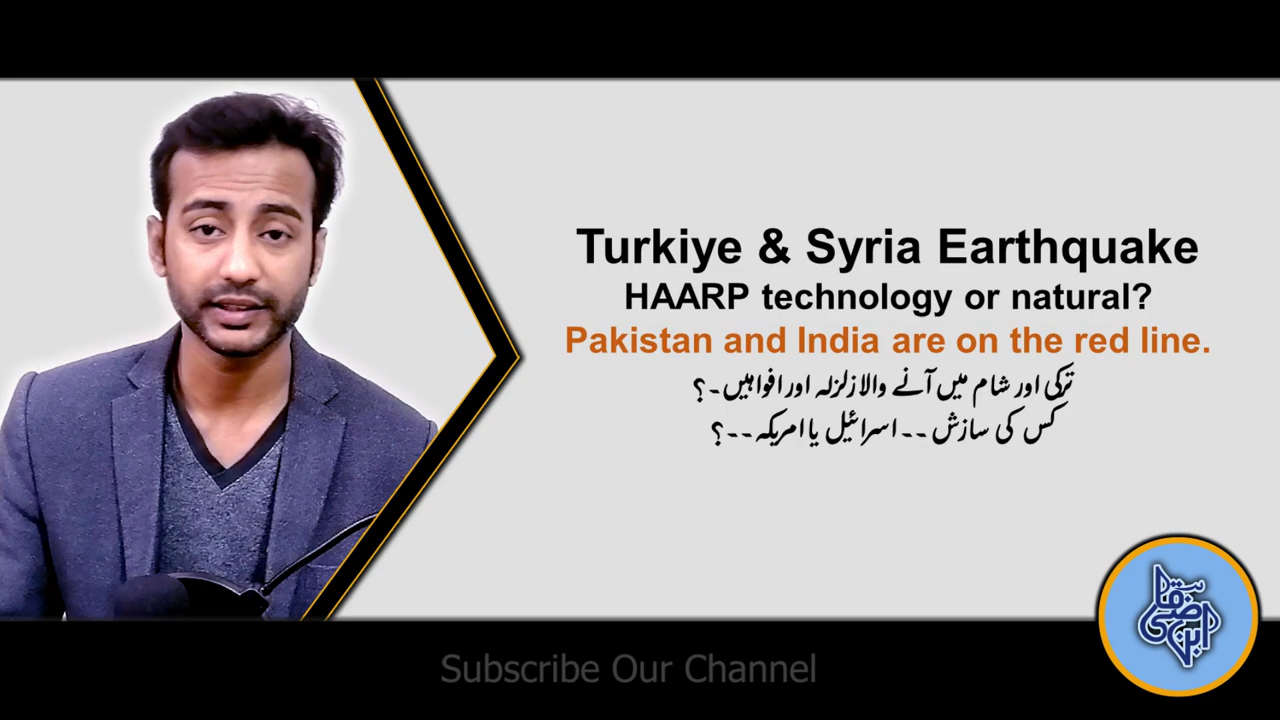 Turkiye & Syria Earthquake
HAARP technology or natural?
Pakistan and India are on the red line.
ترکی اور شام میں آنے والا زلزلہ اور افواہیں۔؟
کس کی سازش ۔۔ اسرائیل یا امریکہ ۔۔؟
Subscribe Our Channel